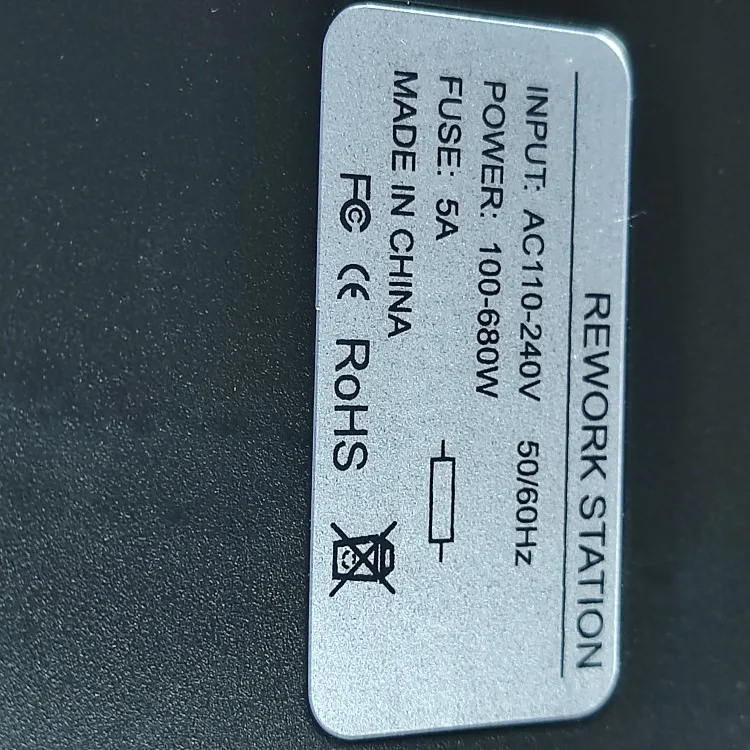 REWORK STATION
INPUT: AC110-240V 50/60Hz
POWER: 100-680W
FUSE: 5A
MADE IN CHINA
FC CE RoHS